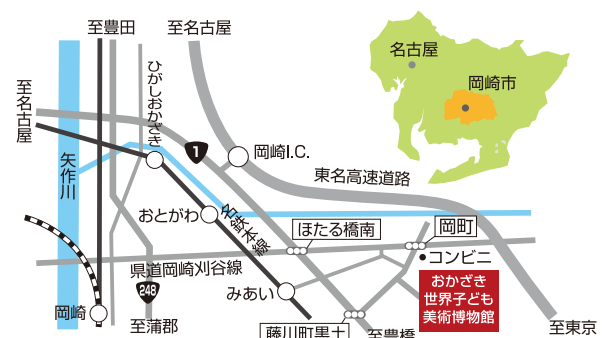 至豊田
至名古屋
名古屋
岡崎市
至名古屋
ひがしおかざき
1
岡崎I.C.
矢作川
東名高速道路
おとがわ
名鉄本線
ほたる橋南
岡町
コンビニ
県道岡崎刈谷線
248
みあい
おかざき
世界子ども
美術博物館
岡崎
至蒲郡
藤川町黒土
至豊橋
至東京